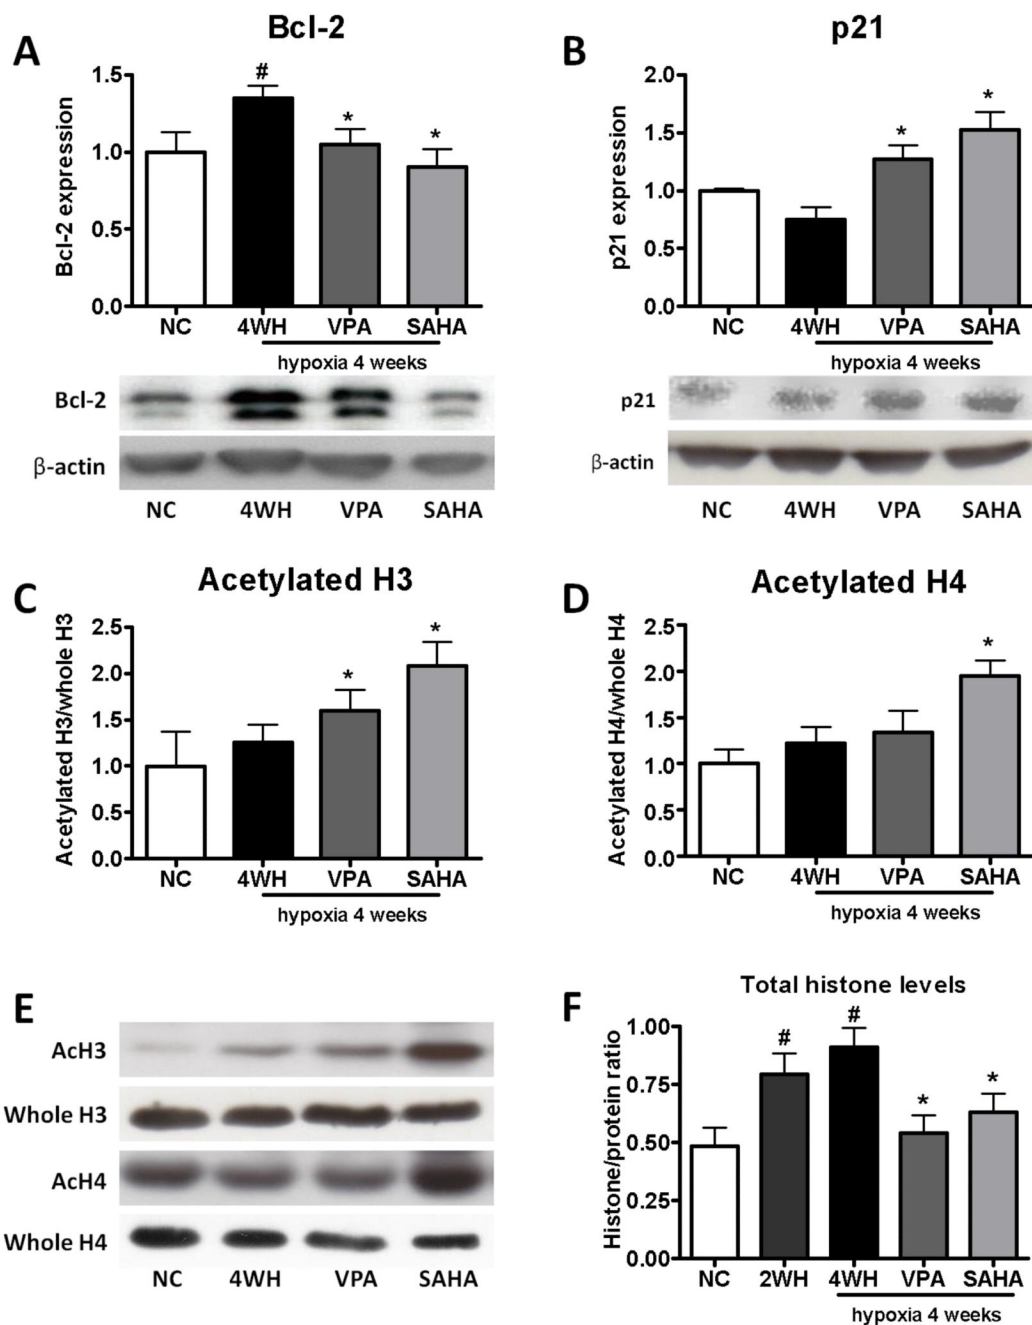 Bcl-2
A
#
*
*
Bcl-2 expression
1.5
1.0
0.5
0.0
NC 4WH VPA SAHA
hypoxia 4 weeks
Bcl-2
β-actin
NC 4WH VPA SAHA
p21
B
*
*
p21 expression
2.0
1.5
1.0
0.5
0.0
NC 4WH VPA SAHA
hypoxia 4 weeks
p21
β-actin
NC 4WH VPA SAHA
Acetylated H3
C
*
*
Acetylated H3/whole H3
2.5
2.0
1.5
1.0
0.5
0.0
NC 4WH VPA SAHA
hypoxia 4 weeks
Acetylated H4
D
*
Acetylated H4/whole H4
2.5
2.0
1.5
1.0
0.5
0.0
NC 4WH VPA SAHA
hypoxia 4 weeks
E
AcH3
Whole H3
AcH4
Whole H4
NC 4WH VPA SAHA
Total histone levels
F
#
#
*
*
Histone/protein ratio
1.00
0.75
0.50
0.25
0.00
NC 2WH 4WH VPA SAHA
hypoxia 4 weeks